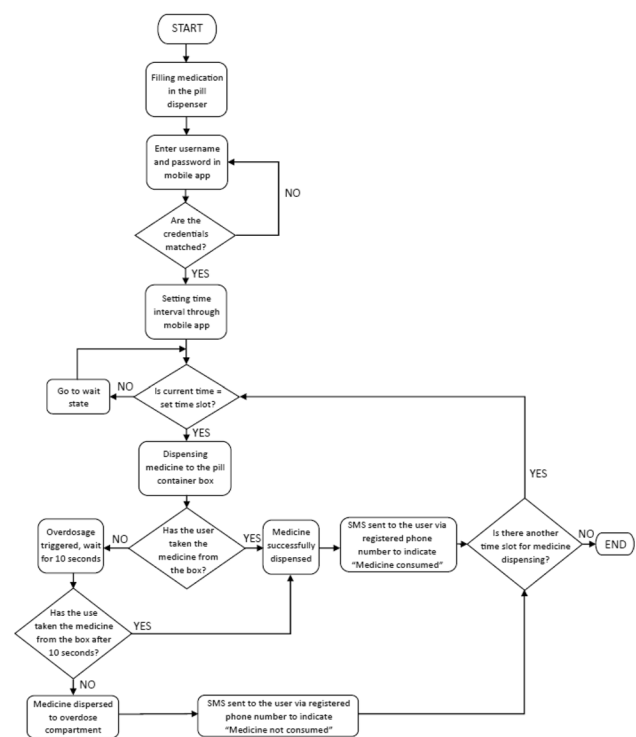 START
Filling medication
in the pill
dispenser
Enter username
and password in
mobile app
NO
Are the
credentials
matched?
YES
Setting time
interval through
mobile app
Go to wait
state
NO
Is current time =
set time slot?
YES
Dispensing
medicine to the pill
container box
YES
Overdosage
triggered, wait
for 10 seconds
NO
Has the user
taken the
medicine from
the box?
YES
Medicine
successfully
dispensed
SMS sent to the user via
registered phone
number to indicate
“Medicine consumed”
Is there another
time slot for medicine
dispensing?
NO
END
Has the use
taken the medicine
from the box after
10 seconds?
YES
NO
Medicine dispersed
to overdose
compartment
SMS sent to the user via registered
phone number to indicate
“Medicine not consumed”